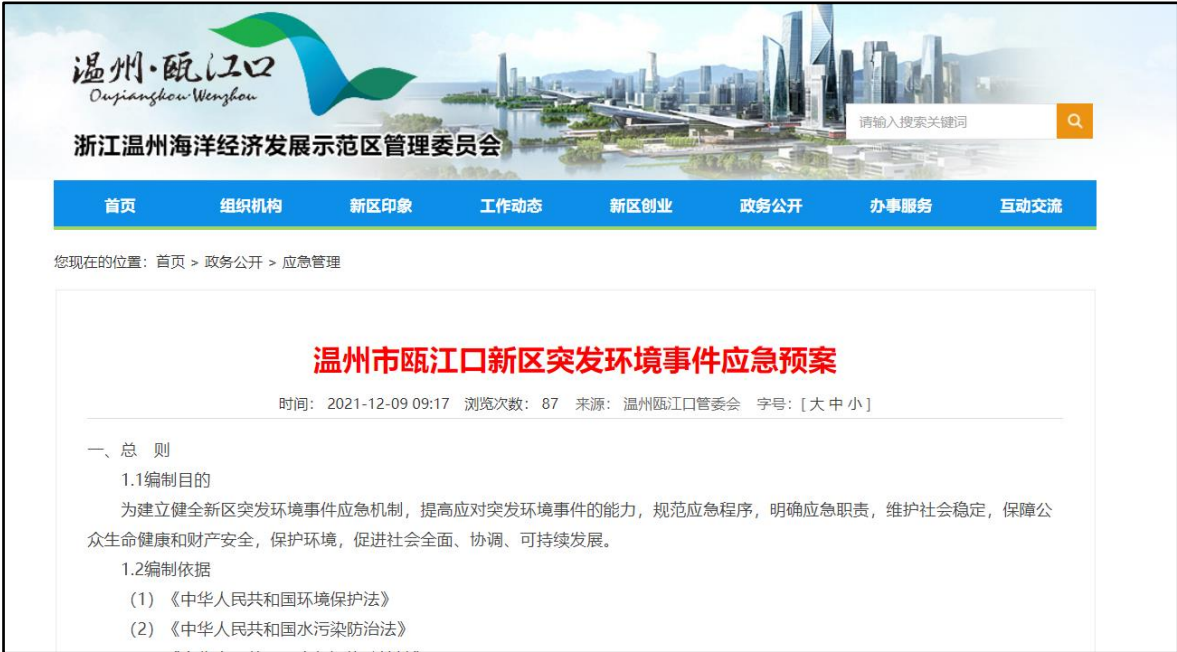 温州·瓯江口
Oujiangkou·Wenzhou
浙江温州海洋经济发展示范区管理委员会
请输入搜索关键词
首页 组织机构 新区印象 工作动态 新区创业 政务公开 办事服务 互动交流
您现在的位置：首页 > 政务公开 > 应急管理
温州市瓯江口新区突发环境事件应急预案
时间： 2021-12-09 09:17 浏览次数： 87 来源： 温州瓯江口管委会 字号：[ 大 中 小 ]
一、总 则
1.1编制目的
为建立健全新区突发环境事件应急机制，提高应对突发环境事件的能力，规范应急程序，明确应急职责，维护社会稳定，保障公
众生命健康和财产安全，保护环境，促进社会全面、协调、可持续发展。
1.2编制依据
（1）《中华人民共和国环境保护法》
（2）《中华人民共和国水污染防治法》